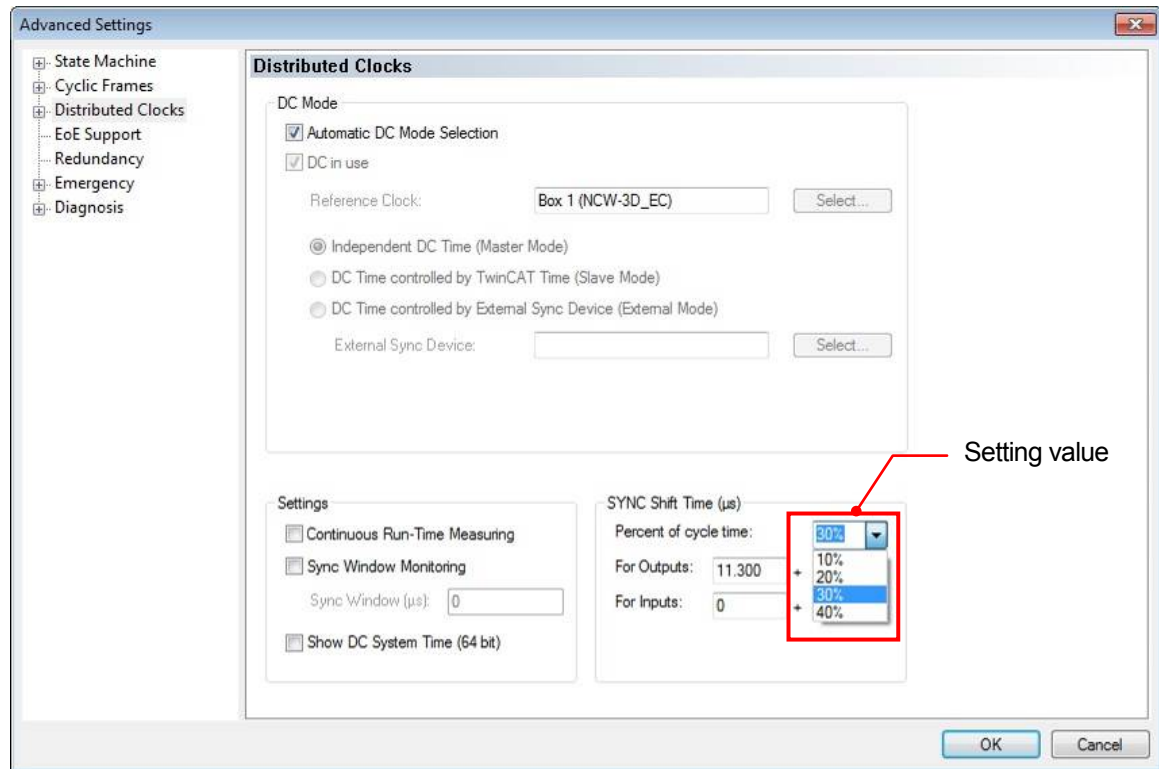 Advanced Settings
State Machine
Cyclic Frames
Distributed Clocks
EoE Support
Redundancy
Emergency
Diagnosis
Distributed Clocks
DC Mode
Automatic DC Mode Selection
DC in use
Reference Clock: Box 1 (NCW-3D_EC) Select...
Independent DC Time (Master Mode)
DC Time controlled by TwinCAT Time (Slave Mode)
DC Time controlled by External Sync Device (External Mode)
External Sync Device: Select...
Setting value
Settings
Continuous Run-Time Measuring
Sync Window Monitoring
Sync Window (µs): 0
Show DC System Time (64 bit)
SYNC Shift Time (µs)
Percent of cycle time: 30%
For Outputs: 11.300 +
For Inputs: 0 +
10%
20%
30%
40%
OK Cancel